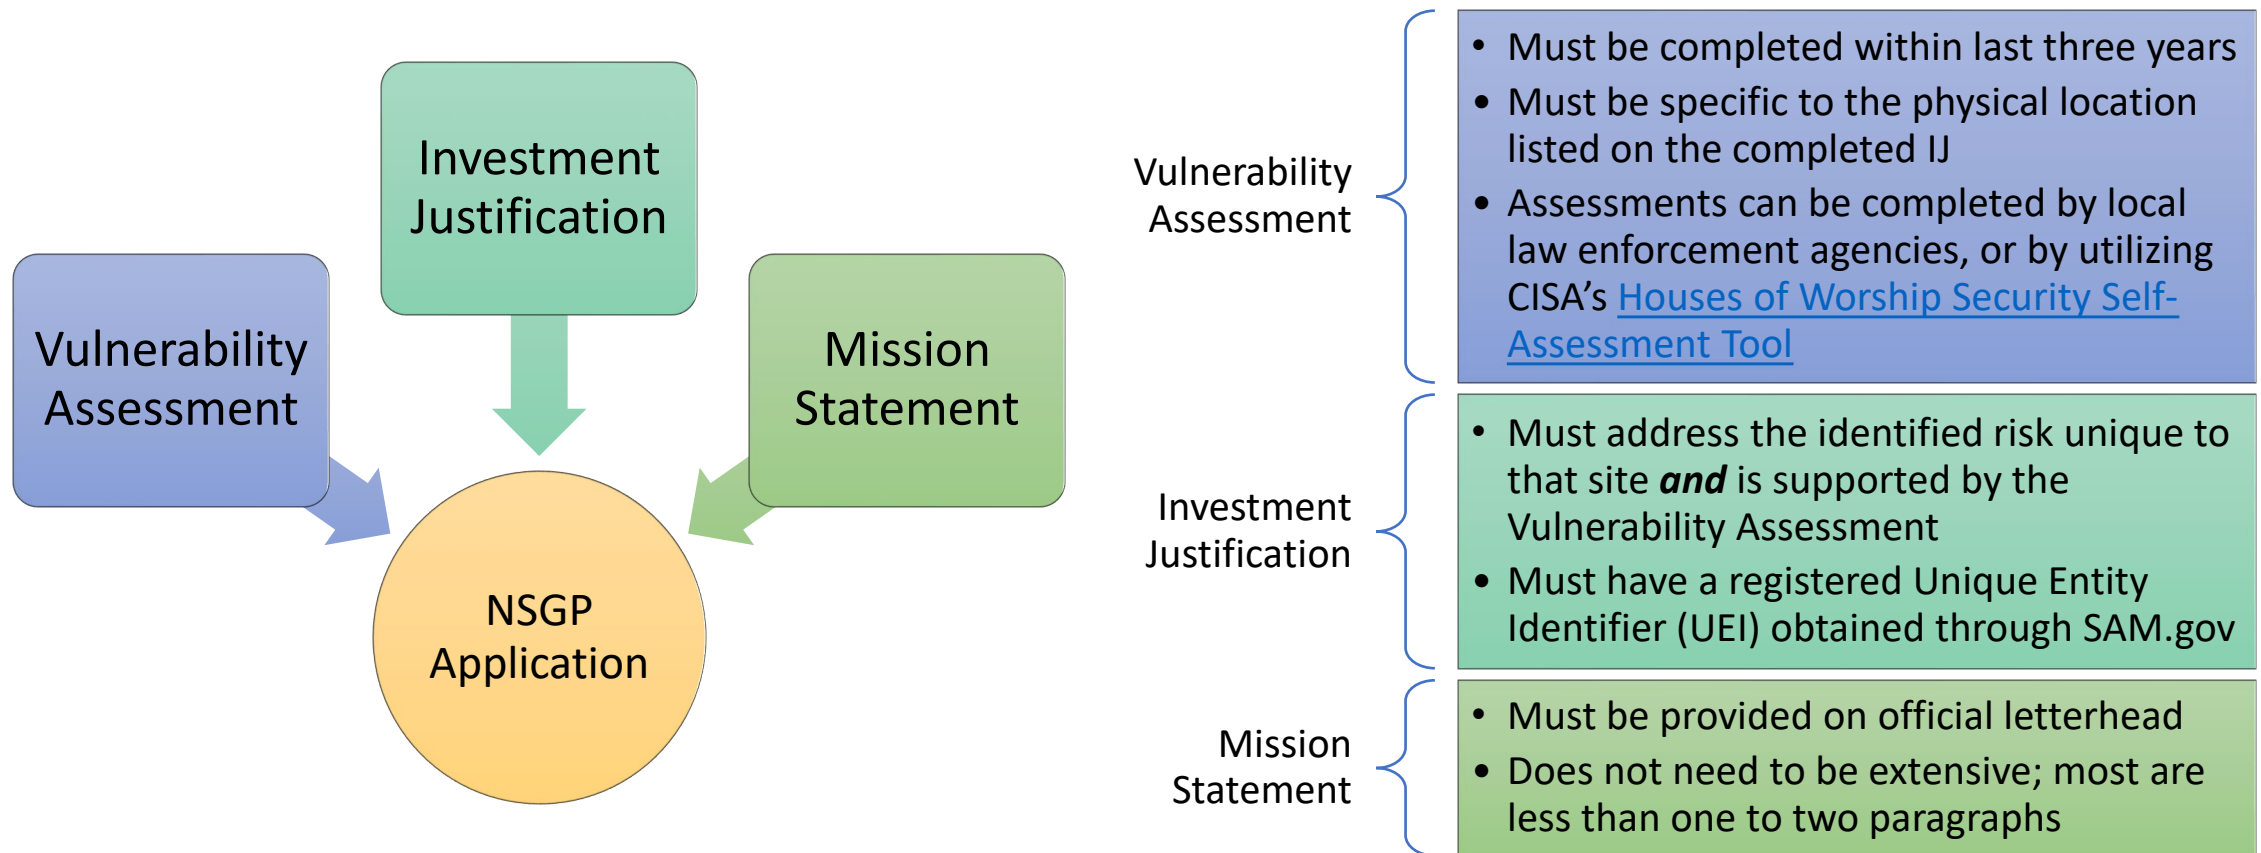 Investment
Justification
Vulnerability
Assessment
Mission
Statement
NSGP
Application
Vulnerability
Assessment
• Must be completed within last three years
• Must be specific to the physical location
listed on the completed IJ
• Assessments can be completed by local
law enforcement agencies, or by utilizing
CISA’s Houses of Worship Security Self-
Assessment Tool
Investment
Justification
• Must address the identified risk unique to
that site and is supported by the
Vulnerability Assessment
• Must have a registered Unique Entity
Identifier (UEI) obtained through SAM.gov
Mission
Statement
• Must be provided on official letterhead
• Does not need to be extensive; most are
less than one to two paragraphs